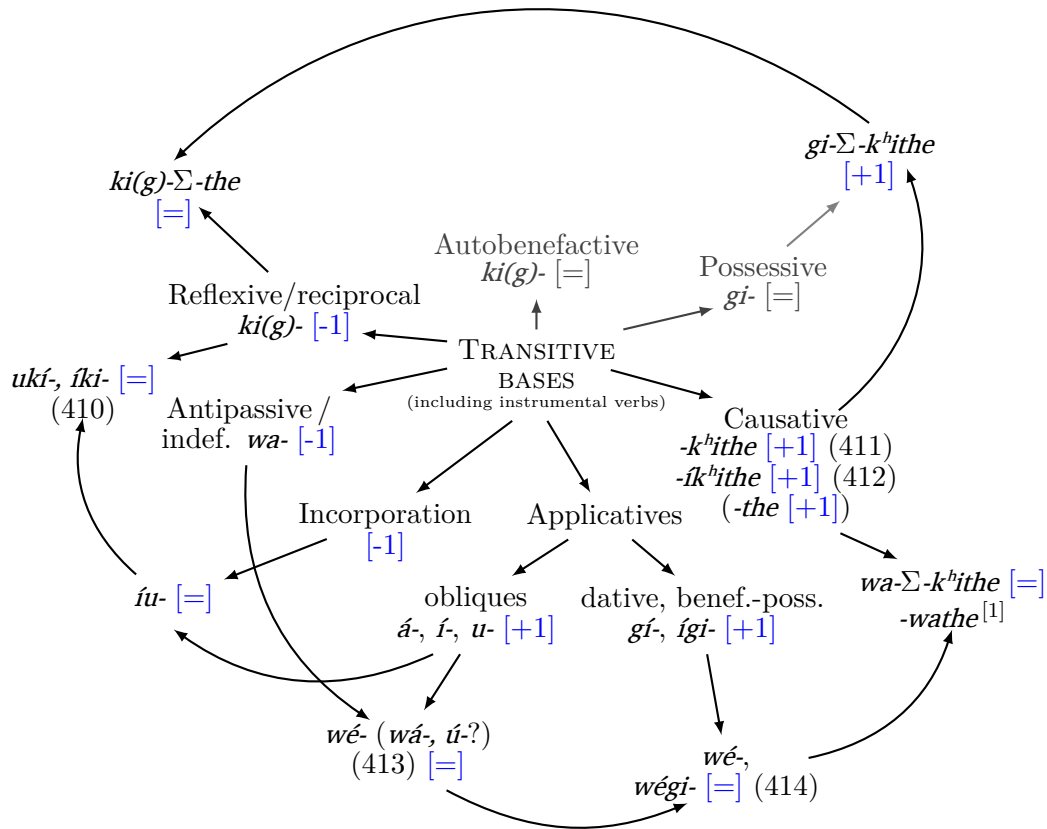 gi-Σ-kʰithe
[+1]
ki(g)-Σ-the
[=]
Autobenefactive
ki(g)- [=]
Possessive
gi- [=]
Reflexive/reciprocal
ki(g)- [-1]
TRANSITIVE
BASES
(including instrumental verbs)
ukí-, íki- [=]
(410)
Antipassive/
indef. wa- [-1]
Causative
-kʰithe [+1] (411)
-íkʰithe [+1] (412)
(-the [+1])
Incorporation
[-1]
Applicatives
íu- [=]
obliques
á-, í-, u- [+1]
dative, benef.-poss.
gí-, ígi- [+1]
wa-Σ-kʰithe [=]
-wathe [1]
wé- (wá-, ú-?)
(413) [=]
wé-,
wégi- [=] (414)